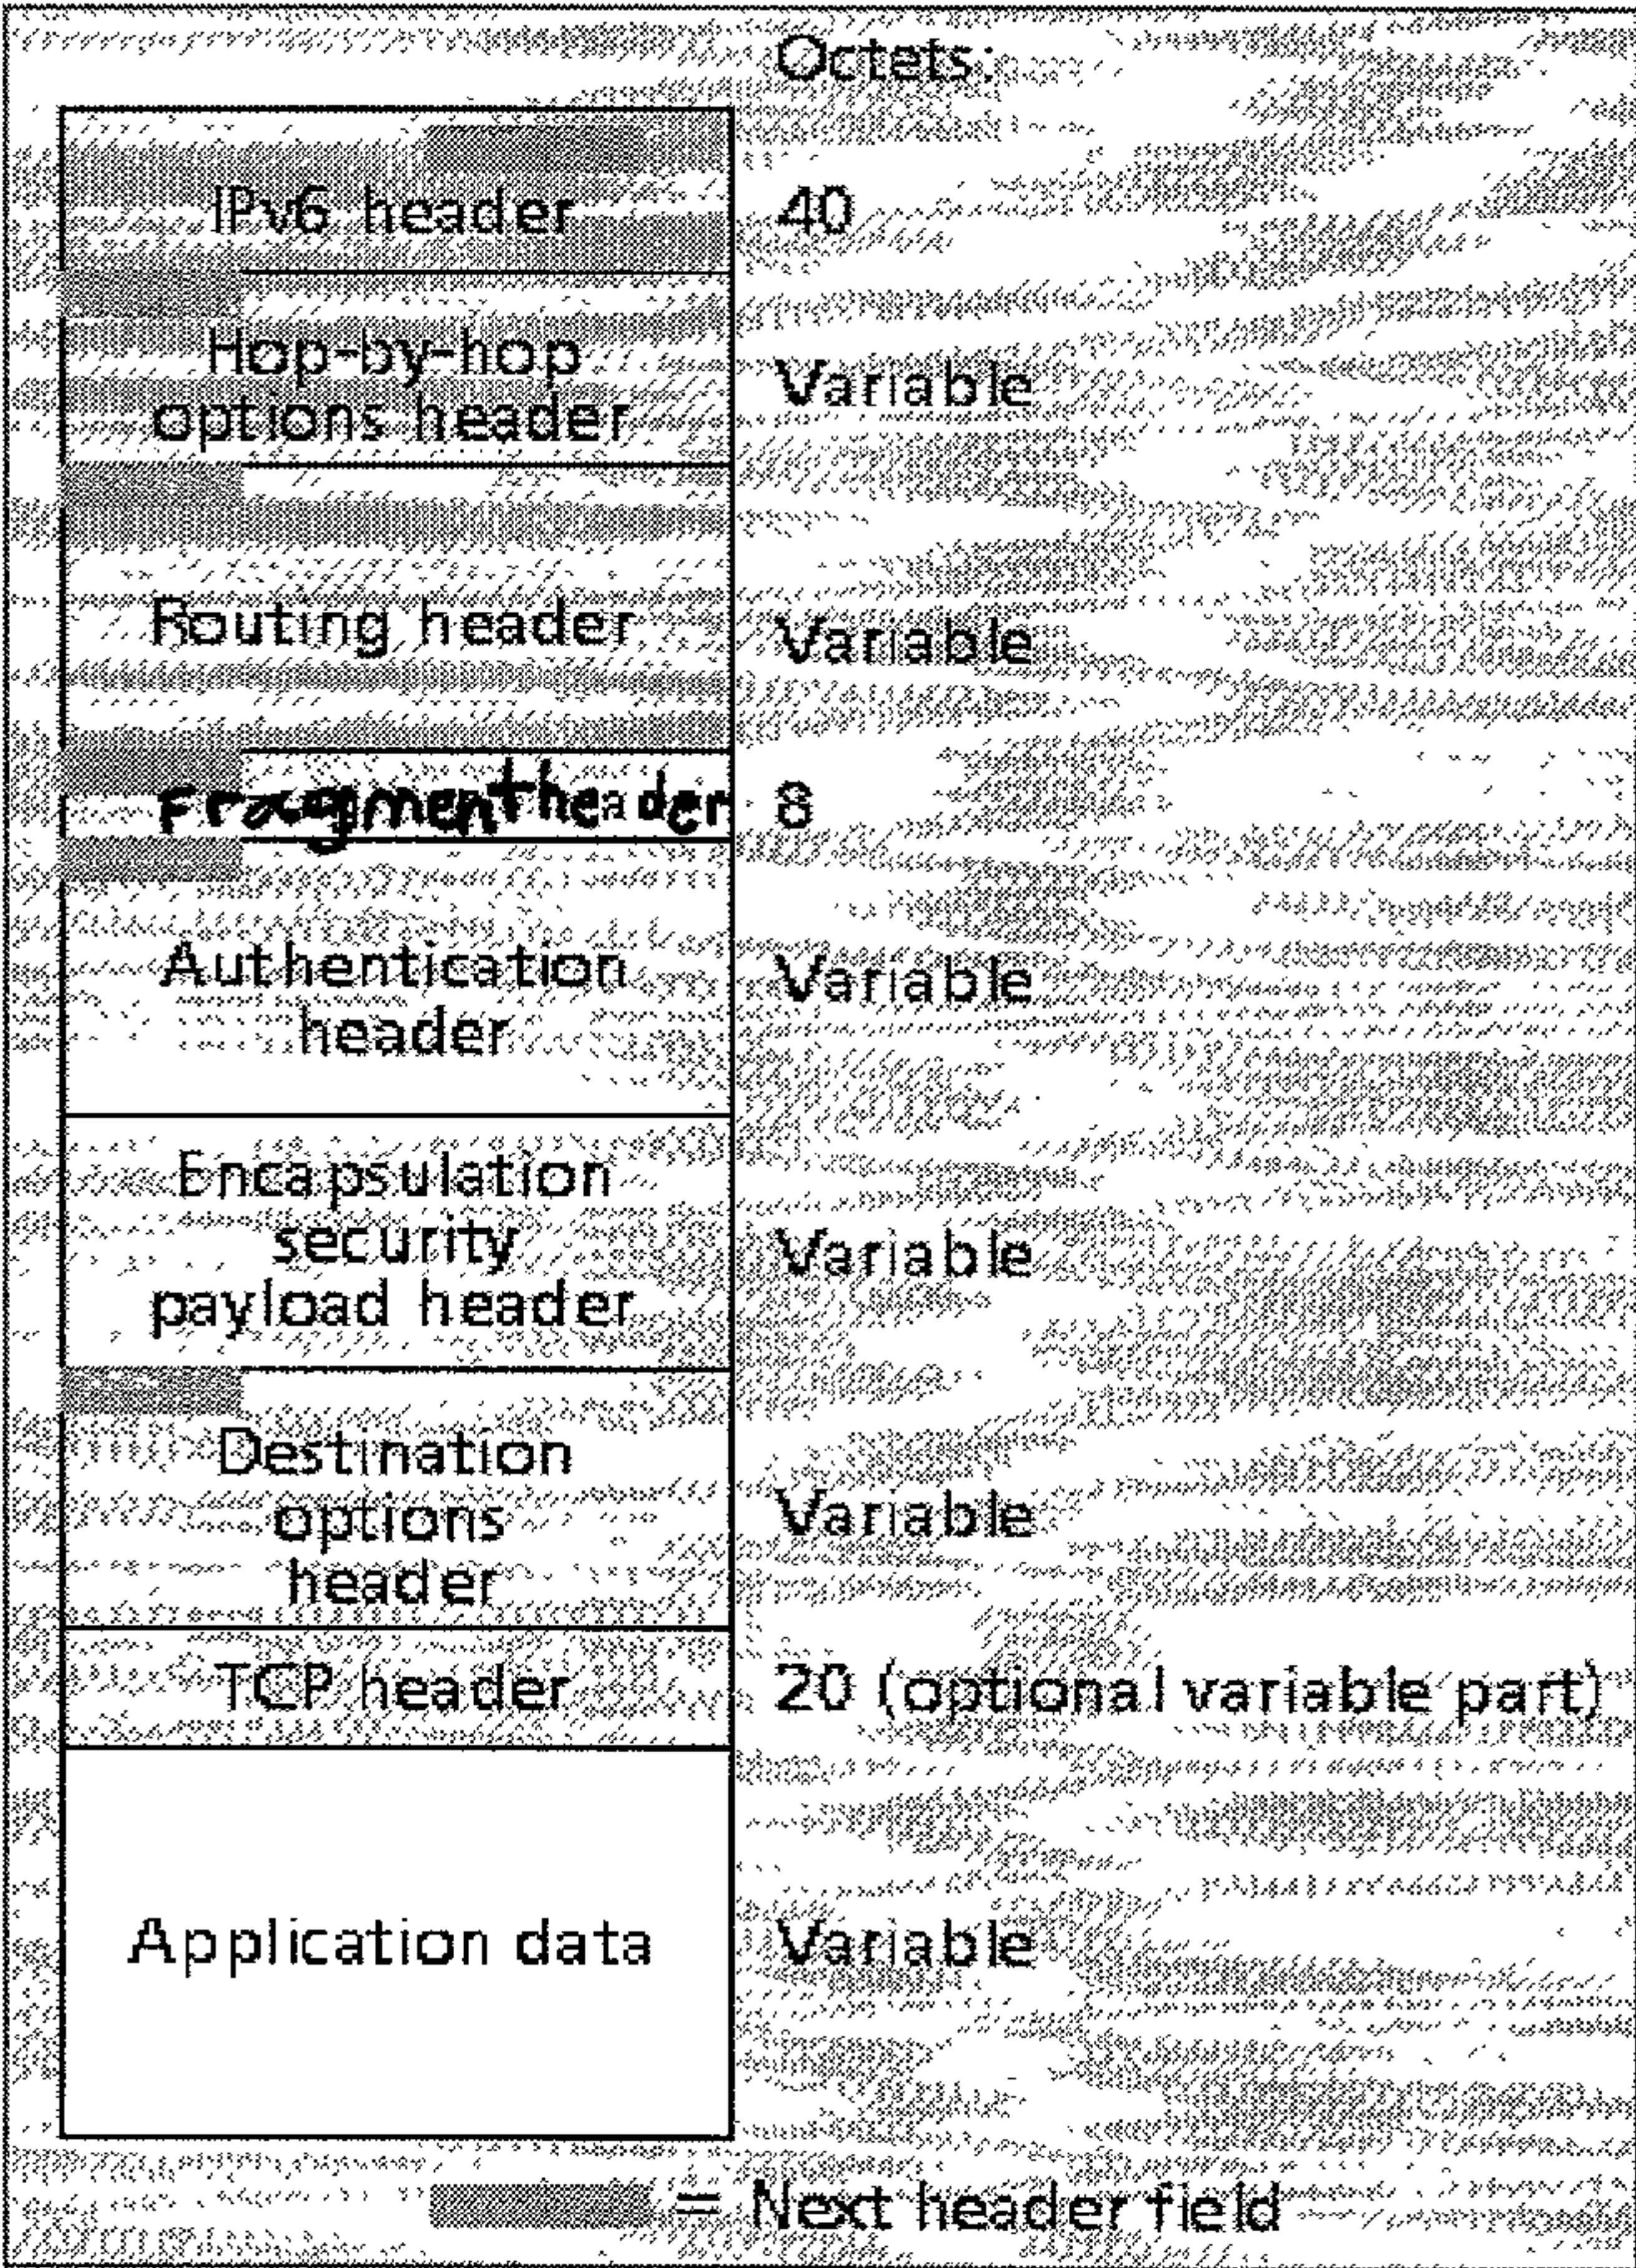 Octets:
IPv6 header 40
Hop-by-hop
options header Variable
Routing header Variable
Fragment header 8
Authentication
header Variable
Encapsulation
security
payload header Variable
Destination
options
header Variable
TCP header 20 (optional variable part)
Application data Variable
= Next header field